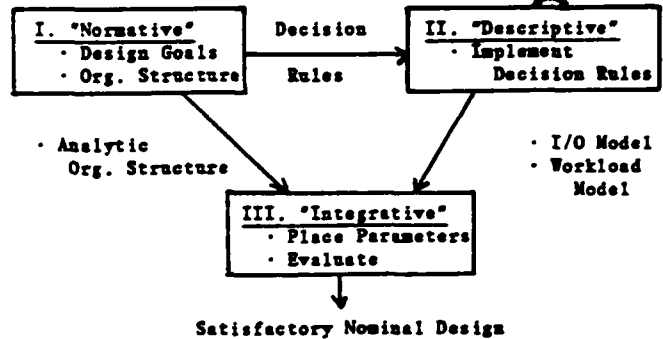 I. "Normative"
· Design Goals
· Org. Structure
Decision
Rules
II. "Descriptive"
· Implement
Decision Rules
· Analytic
Org. Structure
· I/O Model
· Workload
Model
III. "Integrative"
· Place Parameters
· Evaluate
Satisfactory Nominal Design